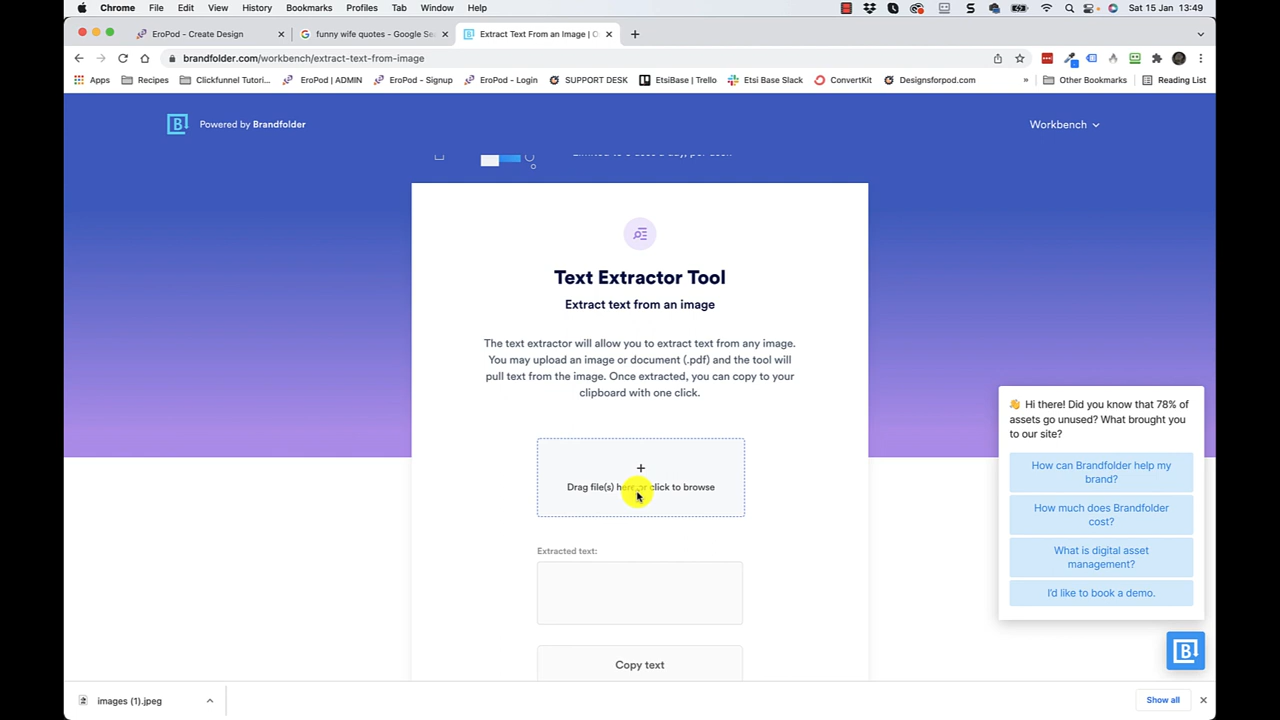 Chrome File Edit View History Bookmarks Profiles Tab Window Help Sat 15 Jan 13:49
EroPod - Create Design funny wife quotes - Google Se Extract Text From an Image | O
brandfolder.com/workbench/extract-text-from-image
Apps Recipes Clickfunnel Tutori... EroPod | ADMIN EroPod - Signup EroPod - Login SUPPORT DESK EtsiBase | Trello Etsi Base Slack ConvertKit Designsforpod.com » Other Bookmarks Reading List
Powered by Brandfolder Workbench
Text Extractor Tool
Extract text from an image
The text extractor will allow you to extract text from any image.
You may upload an image or document (.pdf) and the tool will
pull text from the image. Once extracted, you can copy to your
clipboard with one click.
+
Drag file(s) here or click to browse
Extracted text:
Copy text
👋 Hi there! Did you know that 78% of
assets go unused? What brought you
to our site?
How can Brandfolder help my
brand?
How much does Brandfolder
cost?
What is digital asset
management?
I'd like to book a demo.
images (1).jpeg Show all